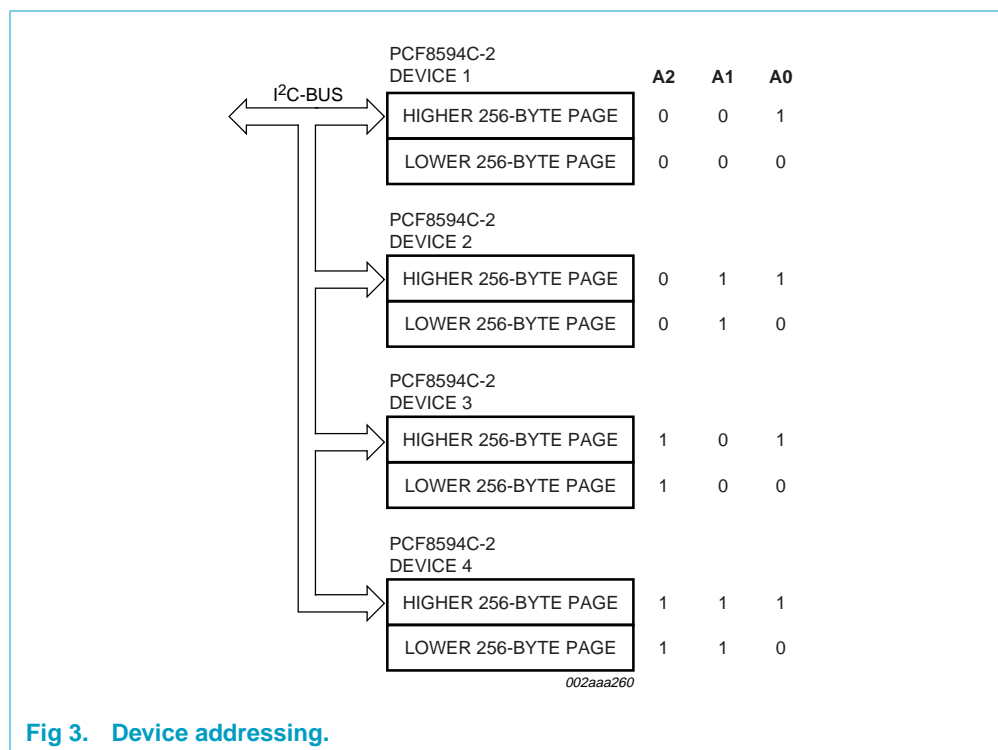 PCF8594C-2
DEVICE 1 A2 A1 A0
I2C-BUS
HIGHER 256-BYTE PAGE 0 0 1
LOWER 256-BYTE PAGE 0 0 0
PCF8594C-2
DEVICE 2
HIGHER 256-BYTE PAGE 0 1 1
LOWER 256-BYTE PAGE 0 1 0
PCF8594C-2
DEVICE 3
HIGHER 256-BYTE PAGE 1 0 1
LOWER 256-BYTE PAGE 1 0 0
PCF8594C-2
DEVICE 4
HIGHER 256-BYTE PAGE 1 1 1
LOWER 256-BYTE PAGE 1 1 0
002aaa260
Fig 3. Device addressing.